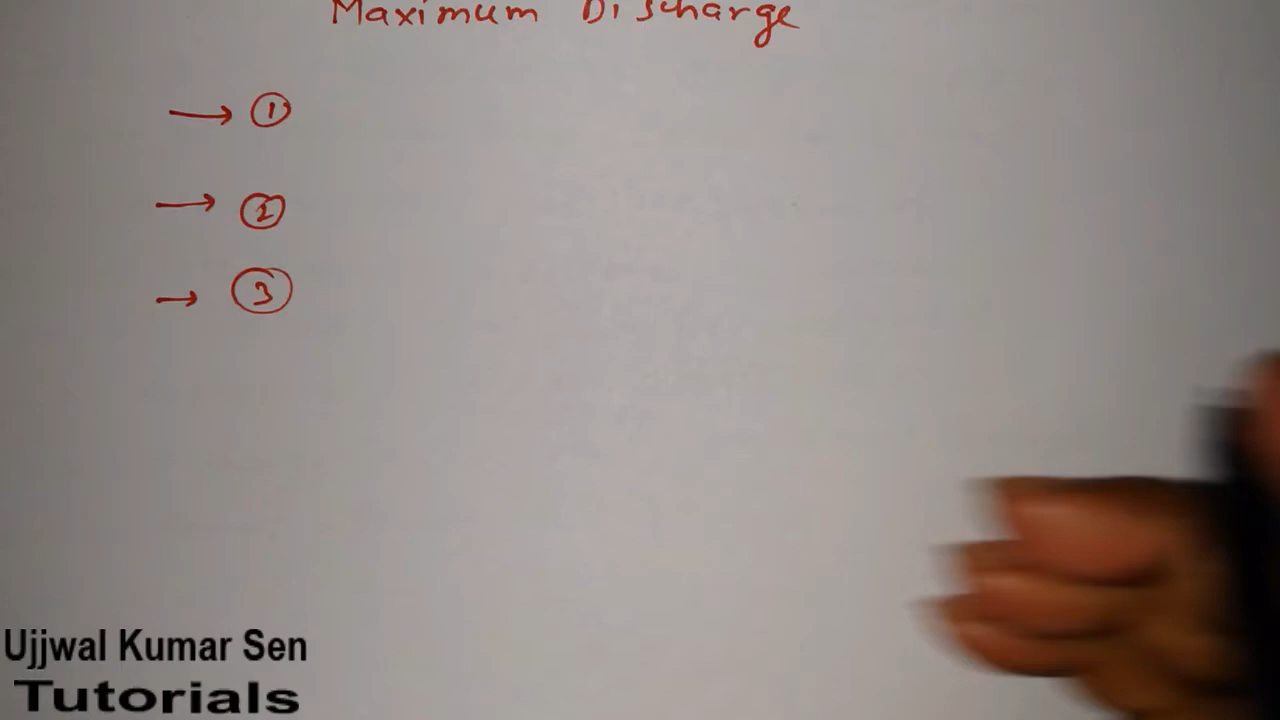 Maximum Discharge
→ ①
→ ②
→ ③
Ujjwal Kumar Sen
Tutorials